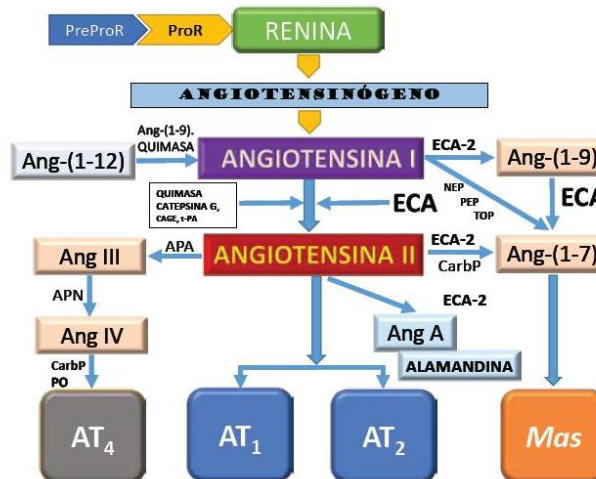 PreProR
ProR
RENINA
ANGIOTENSINÓGENO
Ang-(1-12)
Ang-(1-9).
QUIMASA
ANGIOTENSINA I
ECA-2
Ang-(1-9)
NEP
PEP
TOP
QUIMASA
CATEPSINA G,
CAGE, t-PA
ECA
ECA
Ang III
APA
ANGIOTENSINA II
ECA-2
CarbP
Ang-(1-7)
APN
Ang IV
ECA-2
Ang A
ALAMANDINA
CarbP
PO
AT4
AT1
AT2
Mas